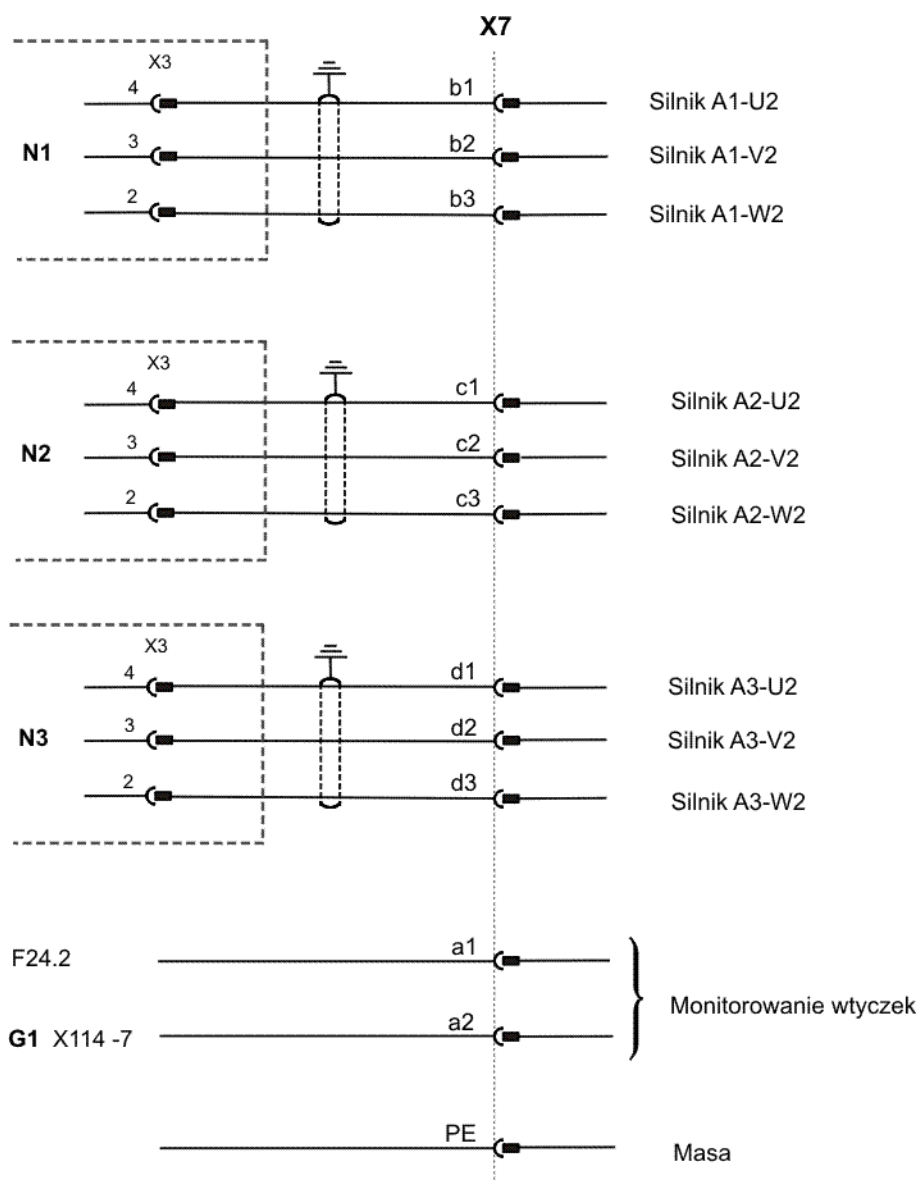 X7
X3
4 b1 Silnik A1-U2
N1 3 b2 Silnik A1-V2
2 b3 Silnik A1-W2
X3
4 c1 Silnik A2-U2
N2 3 c2 Silnik A2-V2
2 c3 Silnik A2-W2
X3
4 d1 Silnik A3-U2
N3 3 d2 Silnik A3-V2
2 d3 Silnik A3-W2
F24.2 a1
Monitorowanie wtyczek
G1 X114 -7 a2
PE Masa